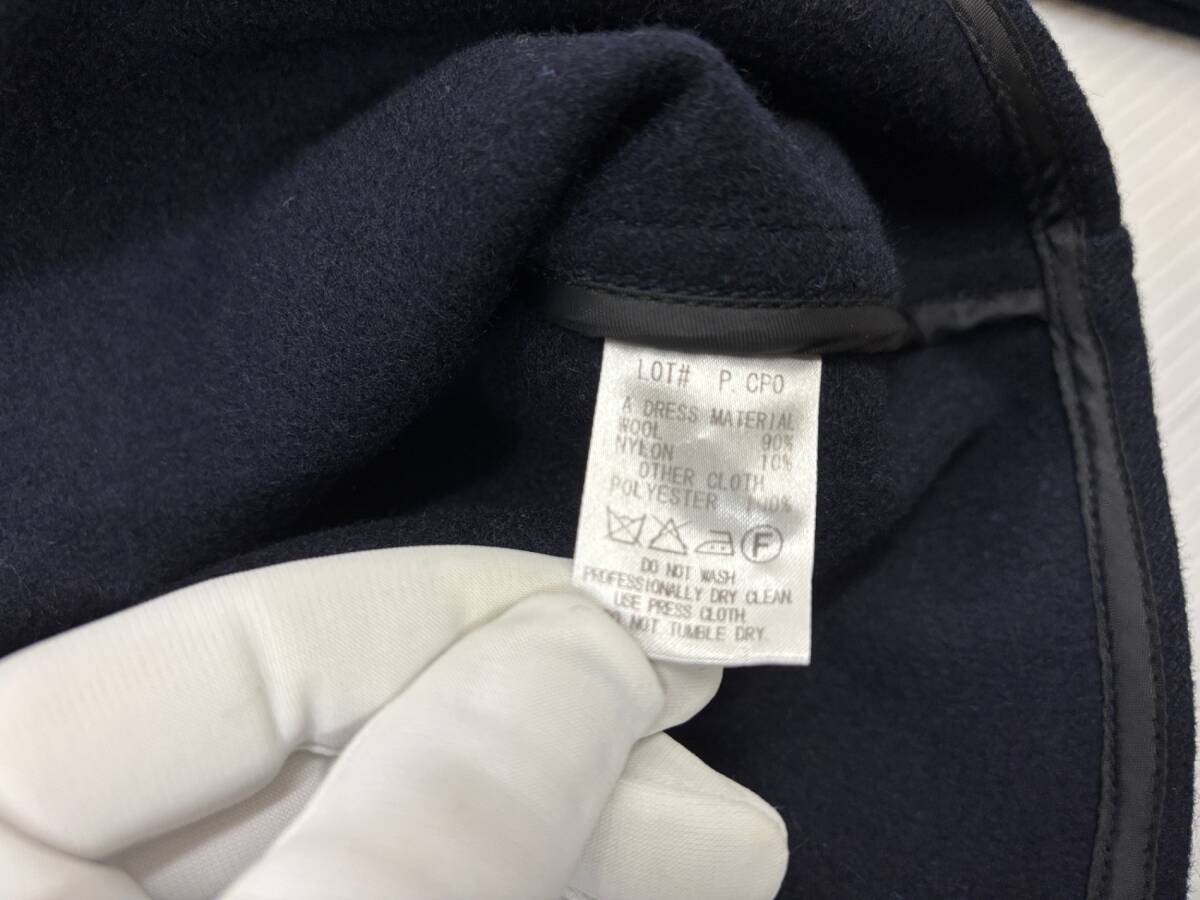 LOT# P.CPO
A DRESS MATERIAL
WOOL 90%
NYLON 10%
OTHER CLOTH
POLYESTER 100%
F
DO NOT WASH
PROFESSIONALLY DRY CLEAN.
USE PRESS CLOTH
DO NOT TUMBLE DRY.